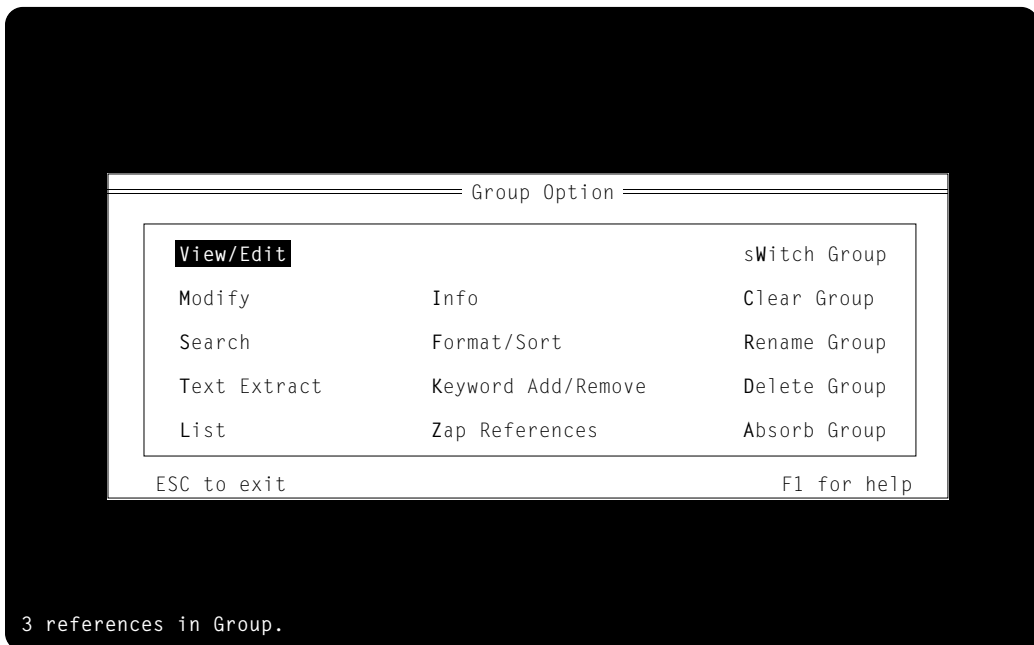 Group Option
View/Edit sWitch Group
Modify Info Clear Group
Search Format/Sort Rename Group
Text Extract Keyword Add/Remove Delete Group
List Zap References Absorb Group
ESC to exit F1 for help
3 references in Group.